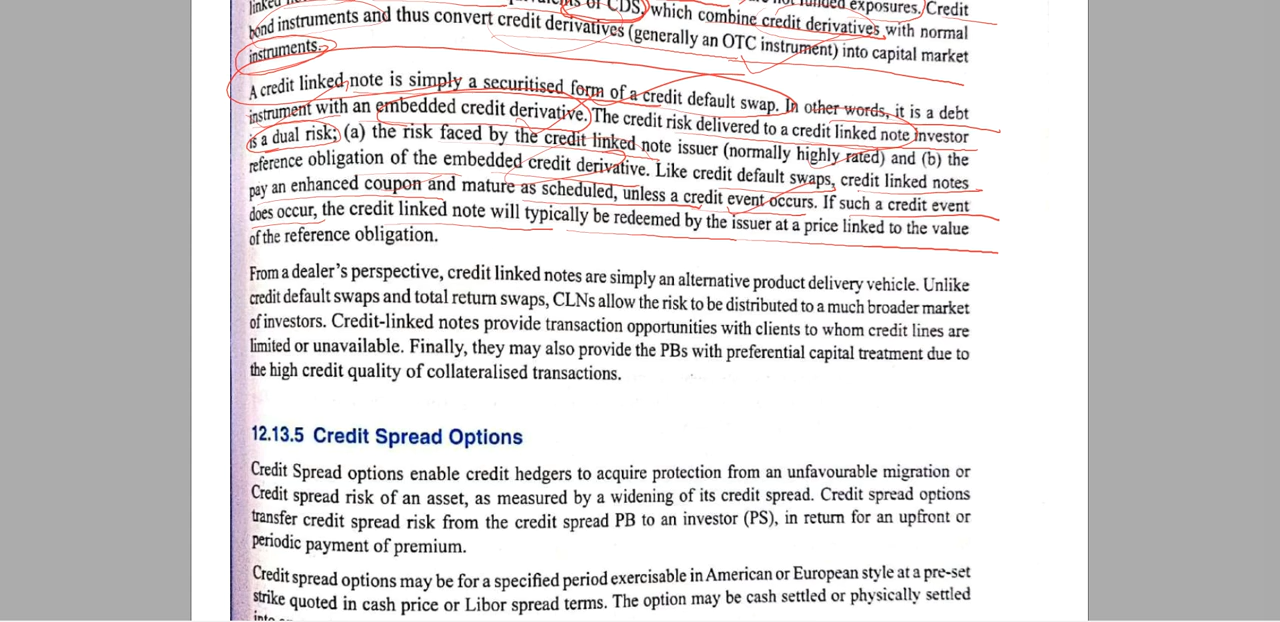 linked
of CDS, which combine credit derivatives with normal
exposures. Credit
bond instruments and thus convert credit derivatives (generally an OTC instrument) into capital market
instruments.
A credit linked note is simply a securitised form of a credit default swap. In other words, it is a debt
instrument with an embedded credit derivative. The credit risk delivered to a credit linked note investor
is a dual risk; (a) the risk faced by the credit linked note issuer (normally highly rated) and (b) the
reference obligation of the embedded credit derivative. Like credit default swaps, credit linked notes
pay an enhanced coupon and mature as scheduled, unless a credit event occurs. If such a credit event
does occur, the credit linked note will typically be redeemed by the issuer at a price linked to the value
of the reference obligation.
From a dealer's perspective, credit linked notes are simply an alternative product delivery vehicle. Unlike
credit default swaps and total return swaps, CLNs allow the risk to be distributed to a much broader market
of investors. Credit-linked notes provide transaction opportunities with clients to whom credit lines are
limited or unavailable. Finally, they may also provide the PBs with preferential capital treatment due to
the high credit quality of collateralised transactions.
12.13.5 Credit Spread Options
Credit Spread options enable credit hedgers to acquire protection from an unfavourable migration or
Credit spread risk of an asset, as measured by a widening of its credit spread. Credit spread options
transfer credit spread risk from the credit spread PB to an investor (PS), in return for an upfront or
periodic payment of premium.
Credit spread options may be for a specified period exercisable in American or European style at a pre-set
strike quoted in cash price or Libor spread terms. The option may be cash settled or physically settled